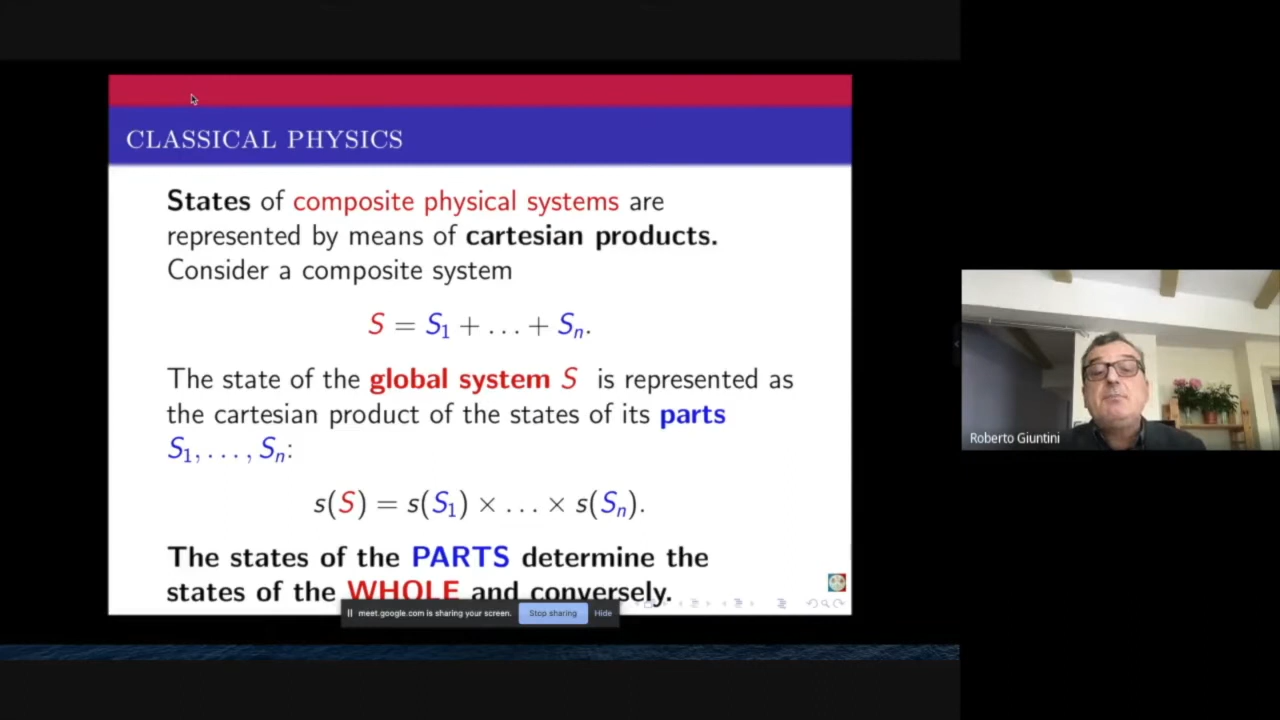 CLASSICAL PHYSICS
States of composite physical systems are
represented by means of cartesian products.
Consider a composite system
S = S₁ + . . . + Sₙ.
The state of the global system S is represented as
the cartesian product of the states of its parts
S₁, . . . , Sₙ:
s(S) = s(S₁) × . . . × s(Sₙ).
The states of the PARTS determine the
states of the WHOLE and conversely.
meet.google.com is sharing your screen. Stop sharing Hide
Roberto Giuntini